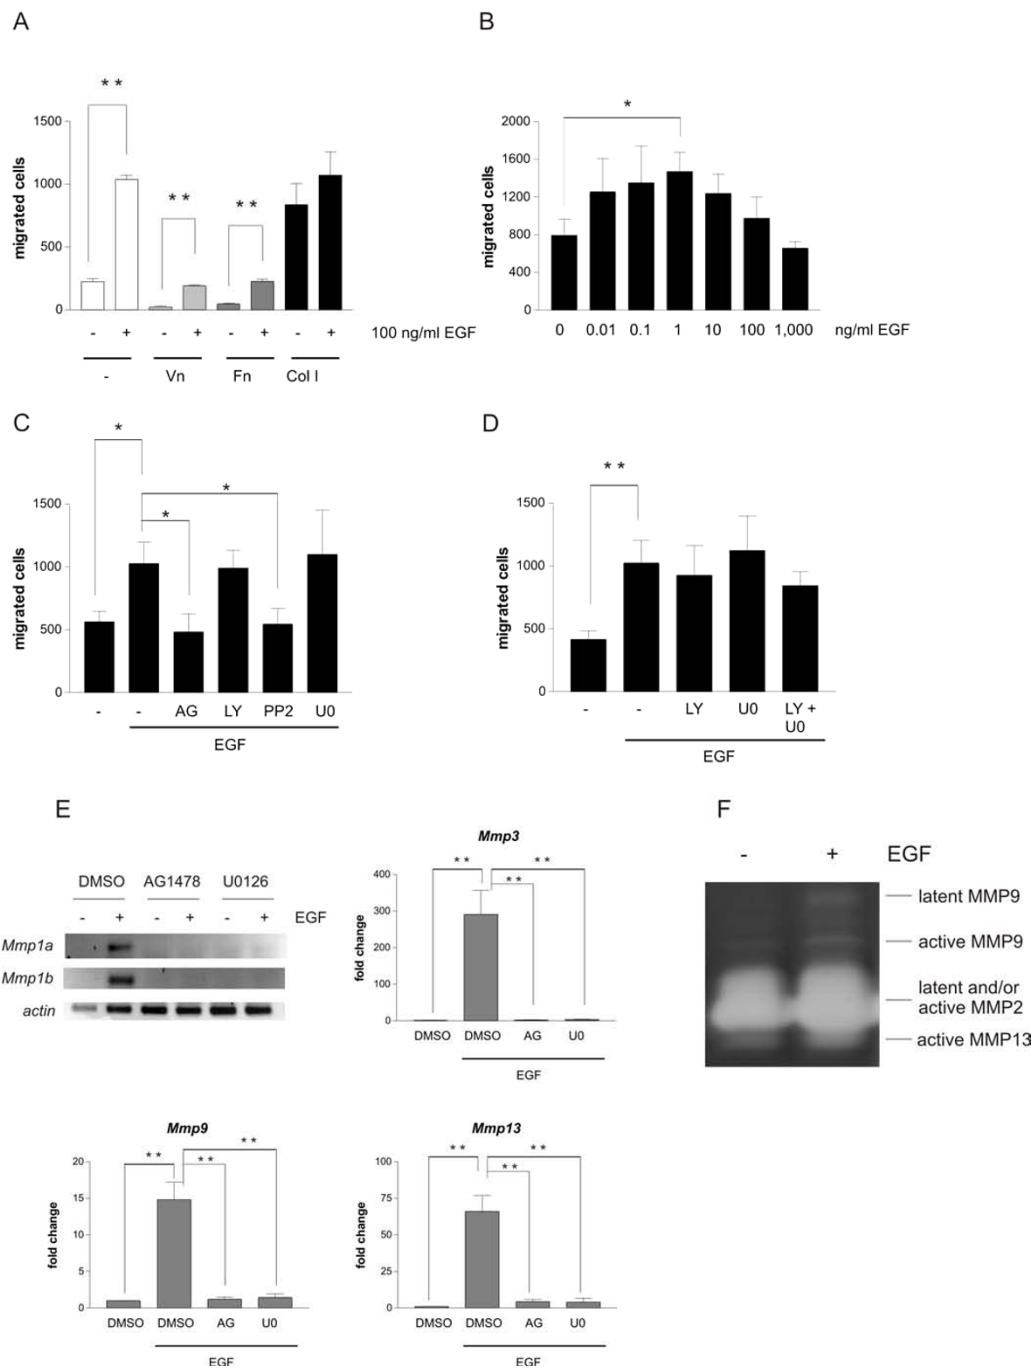 A
* *
1500
1000
500
0
migrated cells
* *
* *
- + - + - + - + 100 ng/ml EGF
- Vn Fn Col I
B
*
2000
1600
1200
800
400
0
migrated cells
0 0.01 0.1 1 10 100 1,000 ng/ml EGF
C
*
*
*
1500
1000
500
0
migrated cells
- - AG LY PP2 U0
EGF
D
* *
1500
1000
500
0
migrated cells
- - LY U0 LY +
U0
EGF
E
DMSO AG1478 U0126
- + - + - + EGF
Mmp1a
Mmp1b
actin
Mmp3
* * * *
* *
400
300
200
100
0
fold change
DMSO DMSO AG U0
EGF
F
- + EGF
latent MMP9
active MMP9
latent and/or
active MMP2
active MMP13
Mmp9
* *
* * * *
20
15
10
5
0
fold change
DMSO DMSO AG U0
EGF
Mmp13
* * * *
* *
100
75
50
25
0
fold change
DMSO DMSO AG U0
EGF